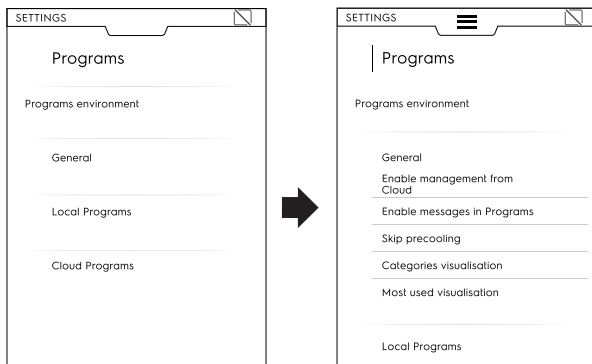 SETTINGS
Programs
Programs environment
General
Local Programs
Cloud Programs
SETTINGS
Programs
Programs environment
General
Enable management from
Cloud
Enable messages in Programs
Skip precooling
Categories visualisation
Most used visualisation
Local Programs